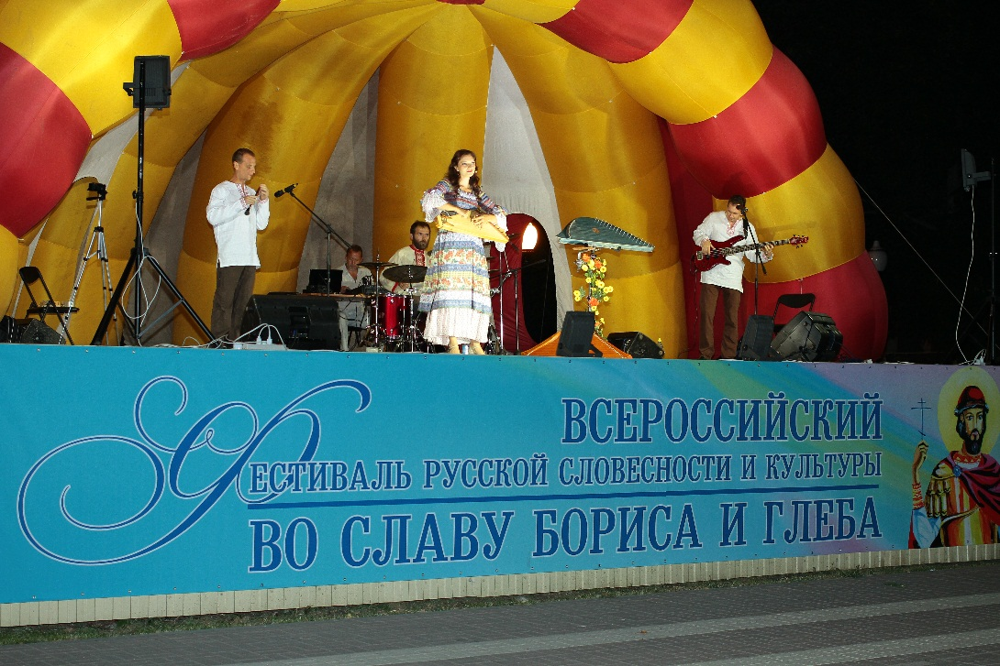 ВСЕРОССИЙСКИЙ
ФЕСТИВАЛЬ РУССКОЙ СЛОВЕСНОСТИ И КУЛЬТУРЫ
ВО СЛАВУ БОРИСА И ГЛЕБА